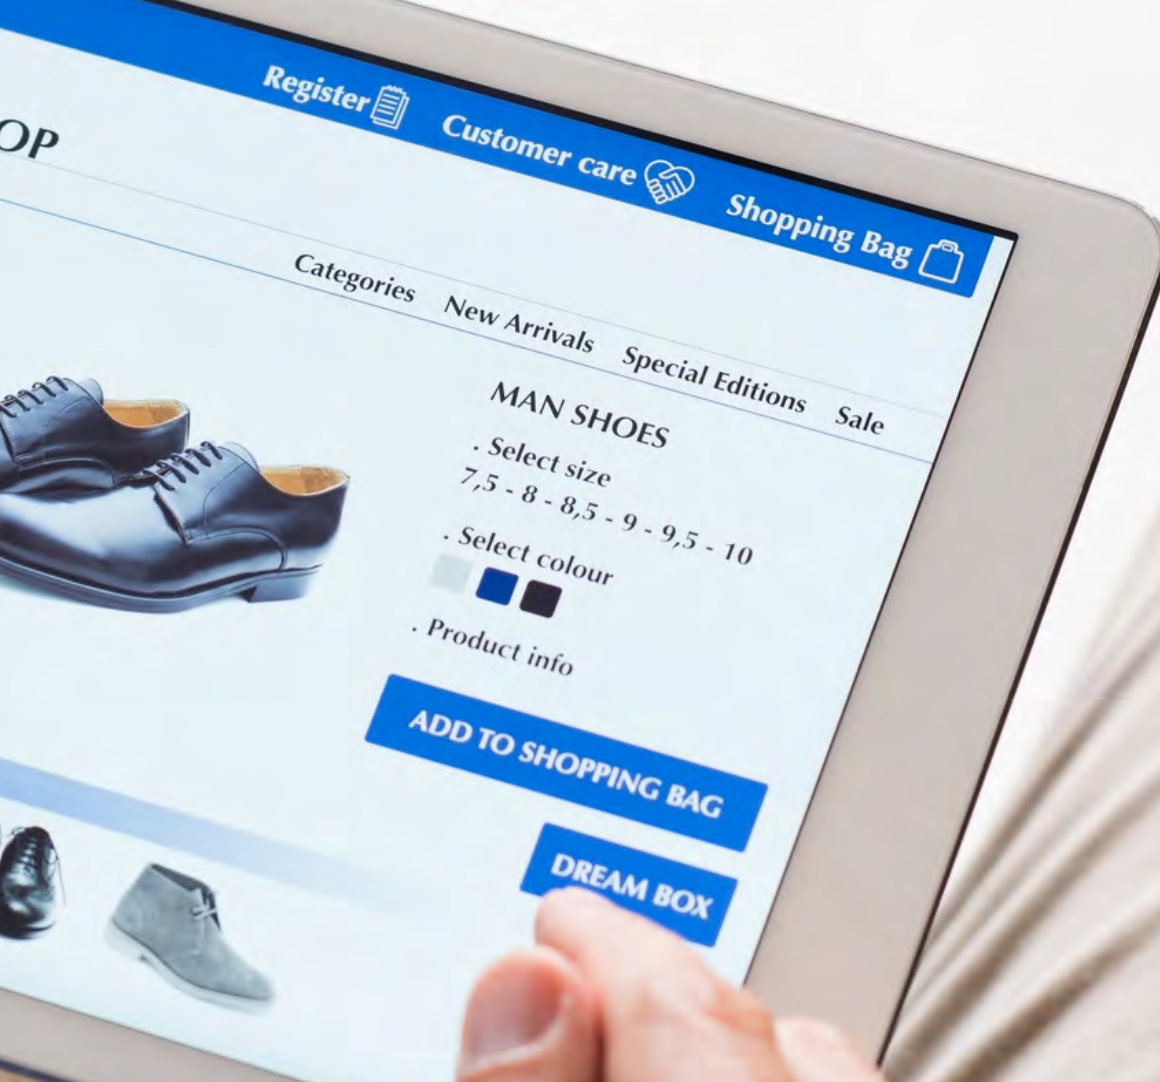 Register
Customer care
Shopping Bag
OP
Categories
New Arrivals
Special Editions
Sale
MAN SHOES
. Select size
7,5 - 8 - 8,5 - 9 - 9,5 - 10
. Select colour
. Product info
ADD TO SHOPPING BAG
DREAM BOX